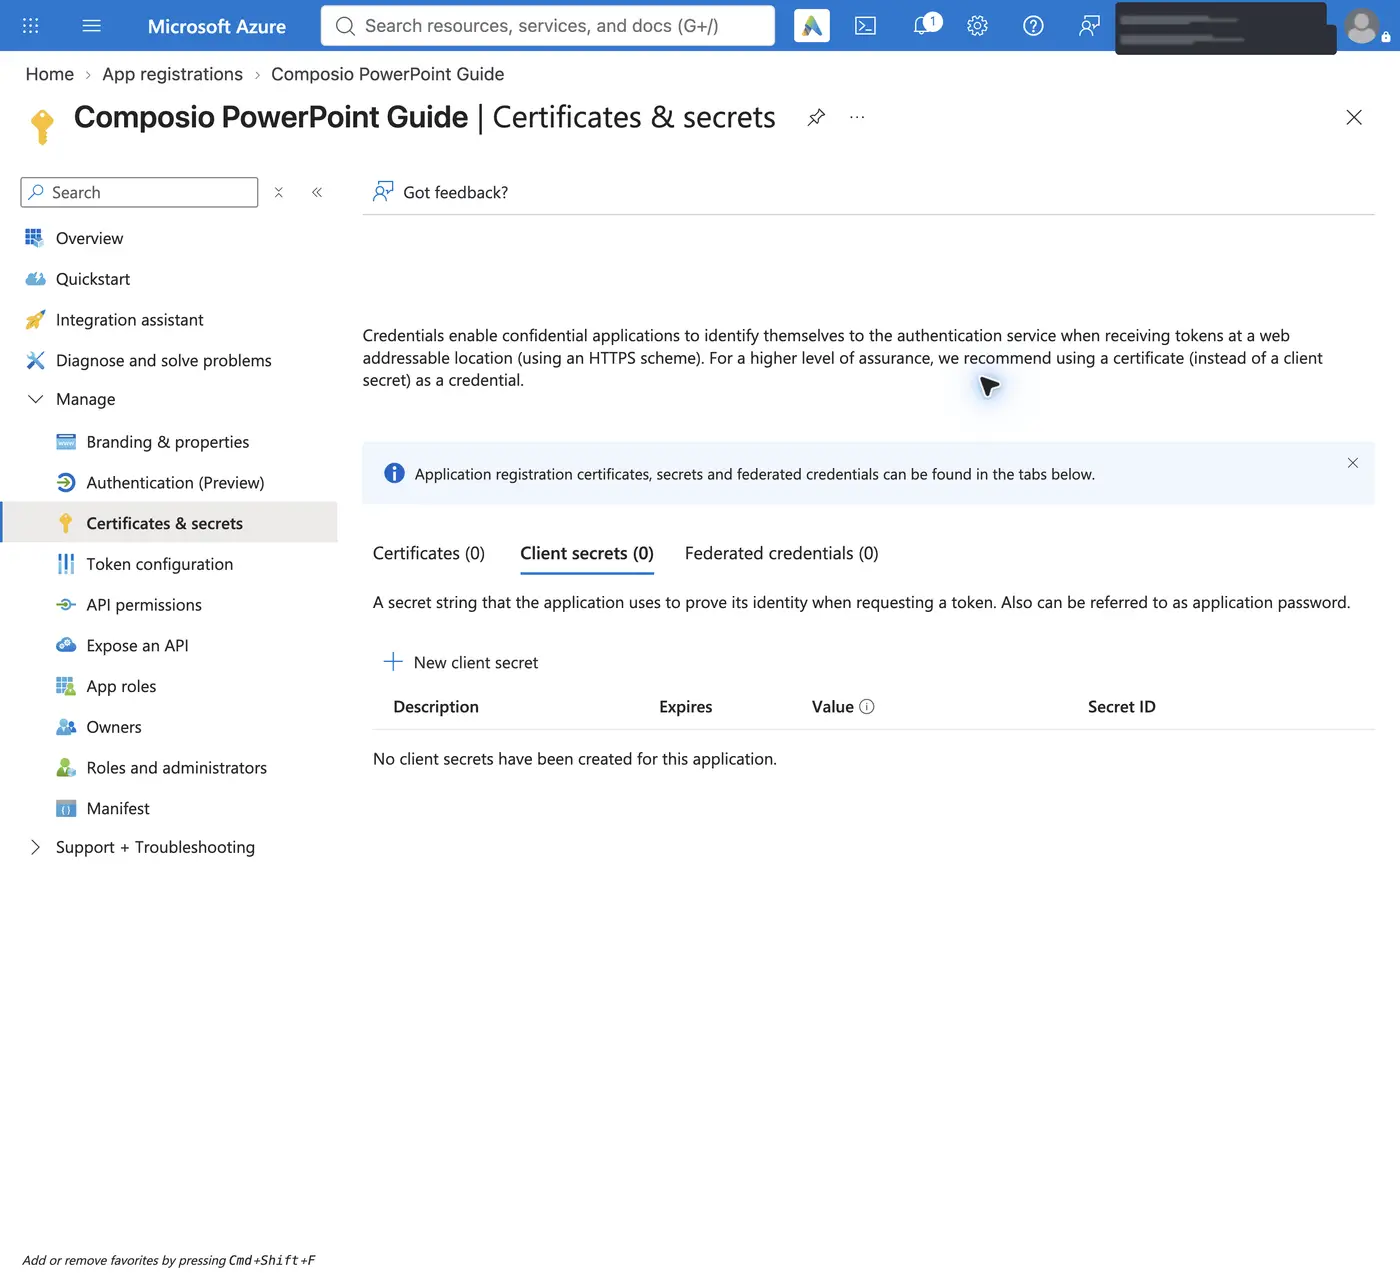 Microsoft Azure
Search resources, services, and docs (G+/)
1
Home › App registrations › Composio PowerPoint Guide
Composio PowerPoint Guide | Certificates & secrets
Search
Got feedback?
Overview
Quickstart
Integration assistant
Diagnose and solve problems
Manage
Branding & properties
Authentication (Preview)
Certificates & secrets
Token configuration
API permissions
Expose an API
App roles
Owners
Roles and administrators
Manifest
Support + Troubleshooting
Credentials enable confidential applications to identify themselves to the authentication service when receiving tokens at a web
addressable location (using an HTTPS scheme). For a higher level of assurance, we recommend using a certificate (instead of a client
secret) as a credential.
Application registration certificates, secrets and federated credentials can be found in the tabs below.
Certificates (0) Client secrets (0) Federated credentials (0)
A secret string that the application uses to prove its identity when requesting a token. Also can be referred to as application password.
New client secret
Description Expires Value Secret ID
No client secrets have been created for this application.
Add or remove favorites by pressing Cmd+Shift+F